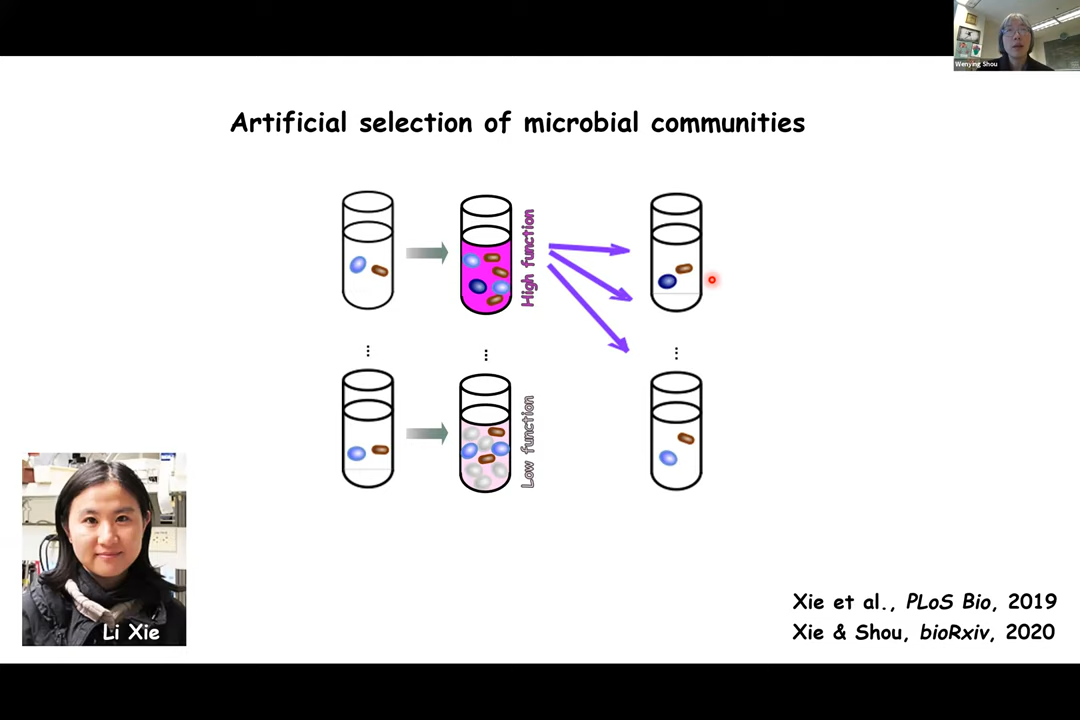 Wenying Shou
Artificial selection of microbial communities
High function
...
...
...
Low function
Li Xie
Xie et al., PLoS Bio, 2019
Xie & Shou, bioRxiv, 2020